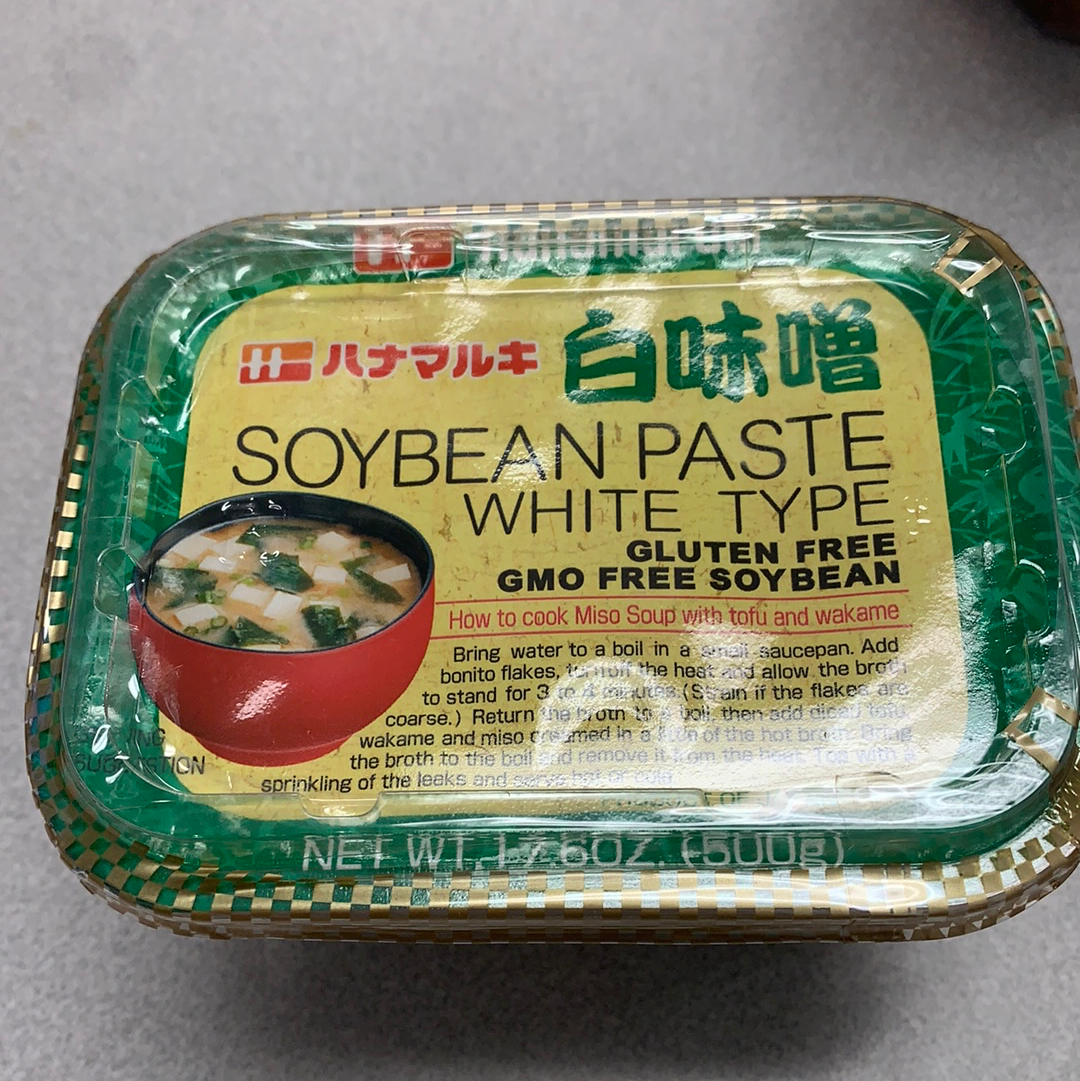 Hanamaruki
ハナマルキ 白味噌
SOYBEAN PASTE
WHITE TYPE
GLUTEN FREE
GMO FREE SOYBEAN
How to cook Miso Soup with tofu and wakame
Bring water to a boil in a small saucepan. Add
bonito flakes, turn off the heat and allow the broth
to stand for 3 to 4 minutes. (Strain if the flakes are
coarse.) Return the broth to a boil, then add diced tofu,
wakame and miso creamed in a little of the hot broth. Bring
the broth to the boil and remove it from the heat. Top with a
sprinkling of the leaks and serve hot or cold.
SUGGESTION
NET WT. 17.6OZ. (500g)